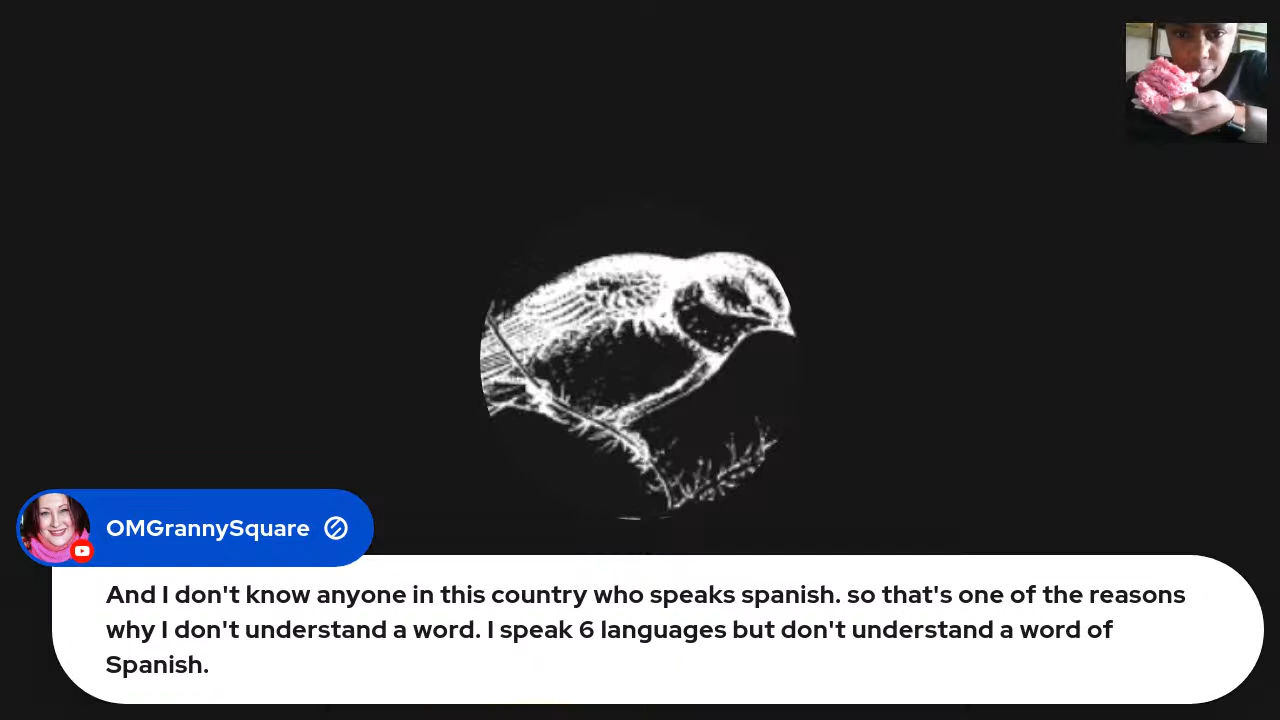 OMGrannySquare
And I don't know anyone in this country who speaks spanish. so that's one of the reasons
why I don't understand a word. I speak 6 languages but don't understand a word of
Spanish.